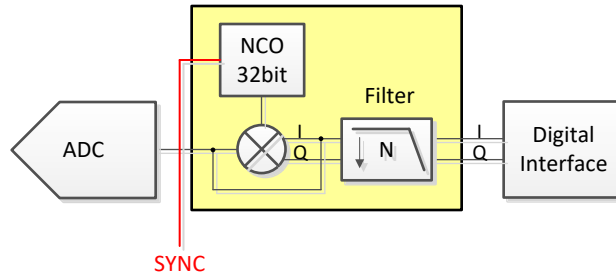 NCO
32bit
Filter
ADC
I
Q
N
I
Q
Digital
Interface
SYNC